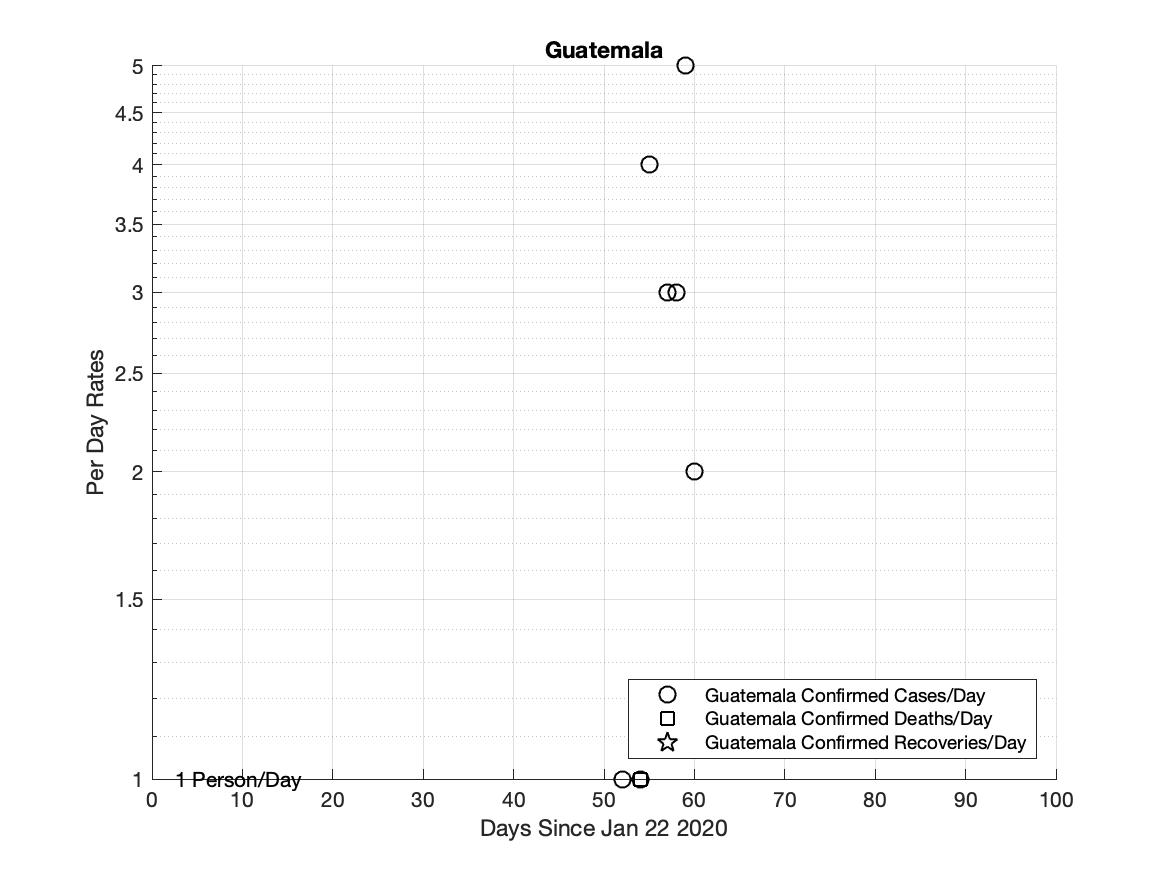 Guatemala
5
4.5
4
3.5
3
2.5
2
1.5
1
Per Day Rates
1 Person/Day
Guatemala Confirmed Cases/Day
Guatemala Confirmed Deaths/Day
Guatemala Confirmed Recoveries/Day
0 10 20 30 40 50 60 70 80 90 100
Days Since Jan 22 2020